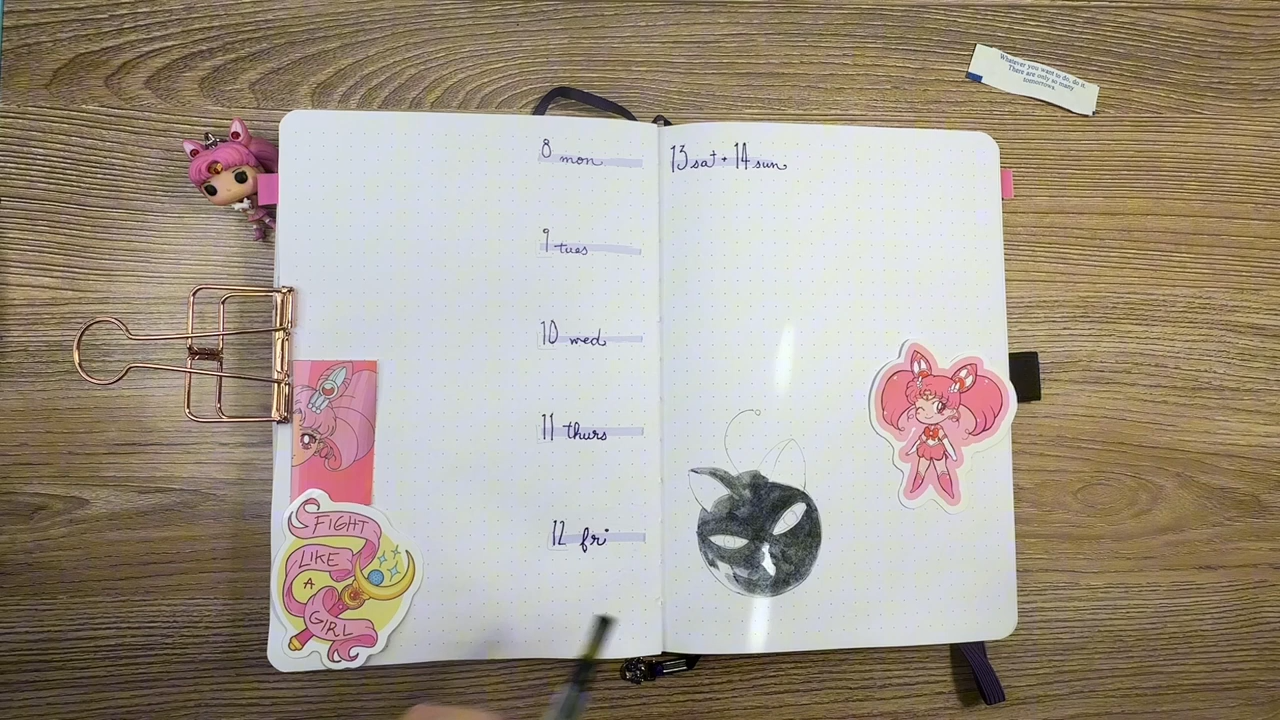 Whatever you want to do, do it.
There are only so many
tomorrows.
8 mon
9 tues
10 wed
11 thurs
12 fri
13 sat + 14 sun
FIGHT
LIKE
A
GIRL